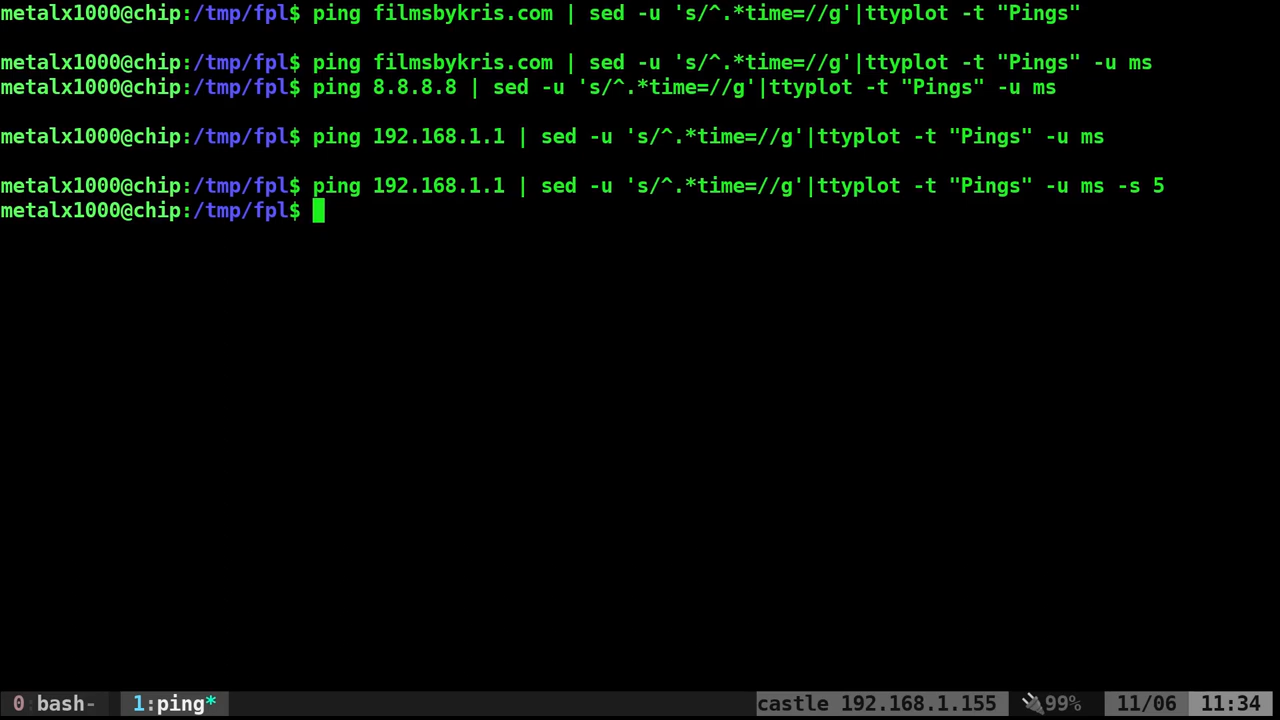 metalx1000@chip:/tmp/fpl$ ping filmsbykris.com | sed -u 's/^.*time=//g'|ttyplot -t "Pings"
metalx1000@chip:/tmp/fpl$ ping filmsbykris.com | sed -u 's/^.*time=//g'|ttyplot -t "Pings" -u ms
metalx1000@chip:/tmp/fpl$ ping 8.8.8.8 | sed -u 's/^.*time=//g'|ttyplot -t "Pings" -u ms
metalx1000@chip:/tmp/fpl$ ping 192.168.1.1 | sed -u 's/^.*time=//g'|ttyplot -t "Pings" -u ms
metalx1000@chip:/tmp/fpl$ ping 192.168.1.1 | sed -u 's/^.*time=//g'|ttyplot -t "Pings" -u ms -s 5
metalx1000@chip:/tmp/fpl$
0:bash- 1:ping* castle 192.168.1.155 🔌99% 11/06 11:34